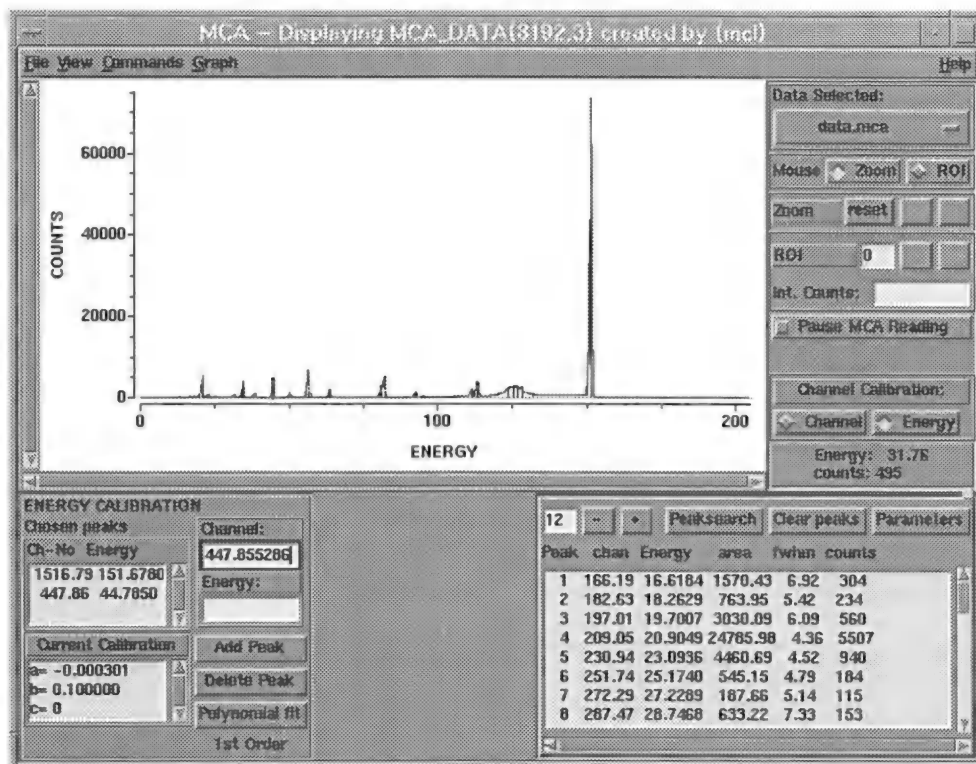 MCA - Displaying MCA_DATA(8192,3) created by (mcl)
File View Commands Graph Help
Data Selected:
data.mca
Mouse Zoom ROI
Zoom reset
ROI 0
Int. Counts:
Pause MCA Reading
Channel Calibration:
Channel Energy
Energy: 31.76
counts: 495
COUNTS
60000
40000
20000
0
0 100 200
ENERGY
ENERGY CALIBRATION
Chosen peaks
Ch-No Energy
1516.79 151.6780
447.86 44.7850
Channel:
447.855286
Energy:
Current Calibration
a= -0.000301
b= 0.100000
c= 0
Add Peak
Delete Peak
Polynomial fit
1st Order
12 - + Peaksearch Clear peaks Parameters
Peak chan Energy area fwhm counts
1 166.19 16.6184 1570.43 6.92 304
2 182.63 18.2629 763.95 5.42 234
3 197.01 19.7007 3030.09 6.09 560
4 209.05 20.9049 24785.98 4.36 5507
5 230.94 23.0936 4460.69 4.52 940
6 251.74 25.1740 545.15 4.79 184
7 272.29 27.2289 187.66 5.14 115
8 287.47 28.7468 633.22 7.33 153